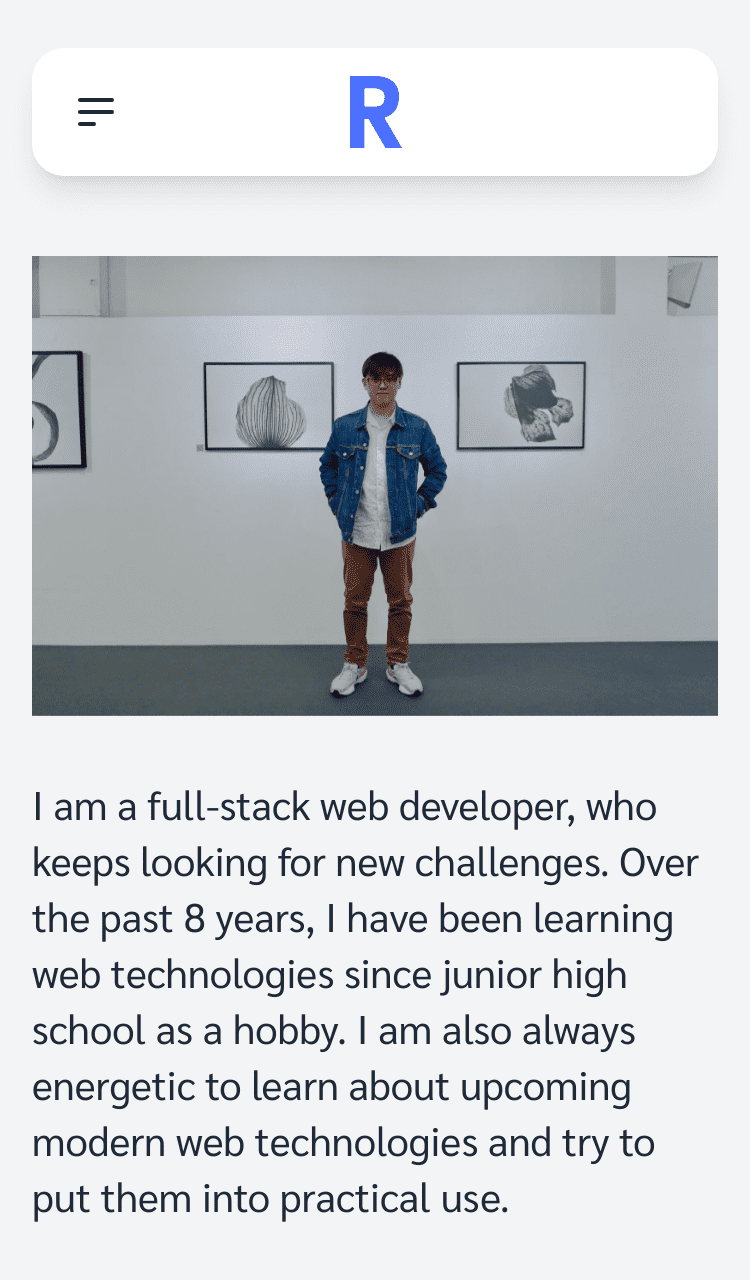 R
I am a full-stack web developer, who
keeps looking for new challenges. Over
the past 8 years, I have been learning
web technologies since junior high
school as a hobby. I am also always
energetic to learn about upcoming
modern web technologies and try to
put them into practical use.